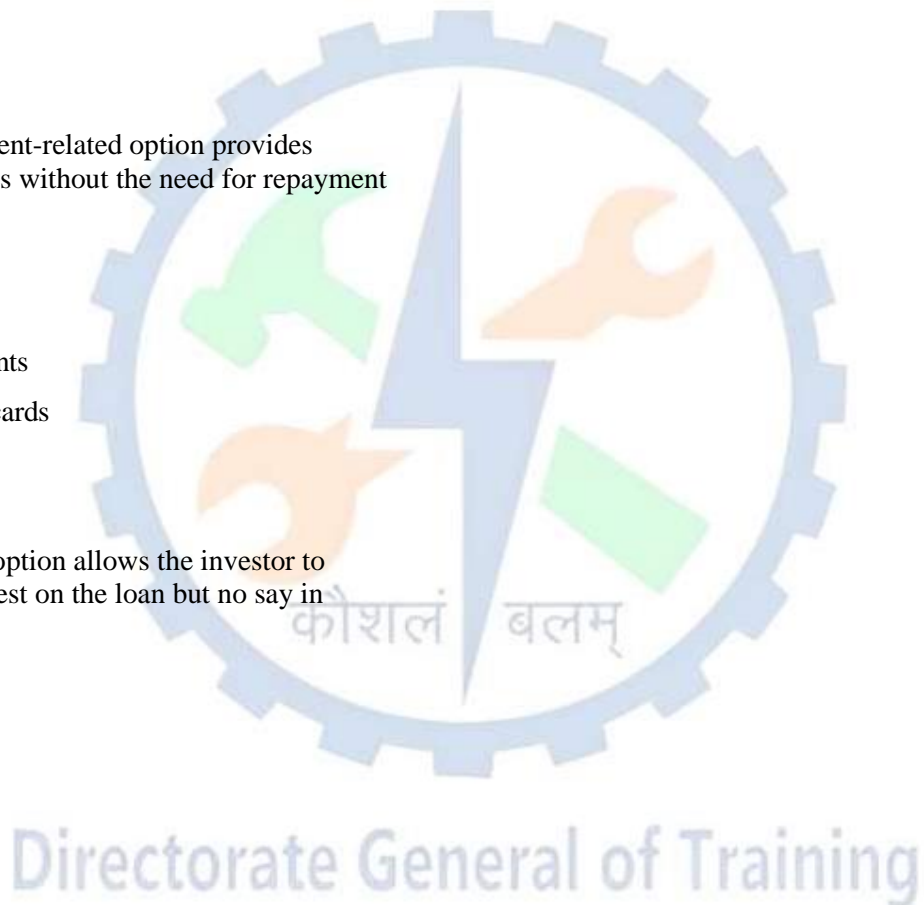 ent-related option provides
s without the need for repayment
nts
cards
option allows the investor to
est on the loan but no say in
कौशलं बलम्
Directorate General of Training